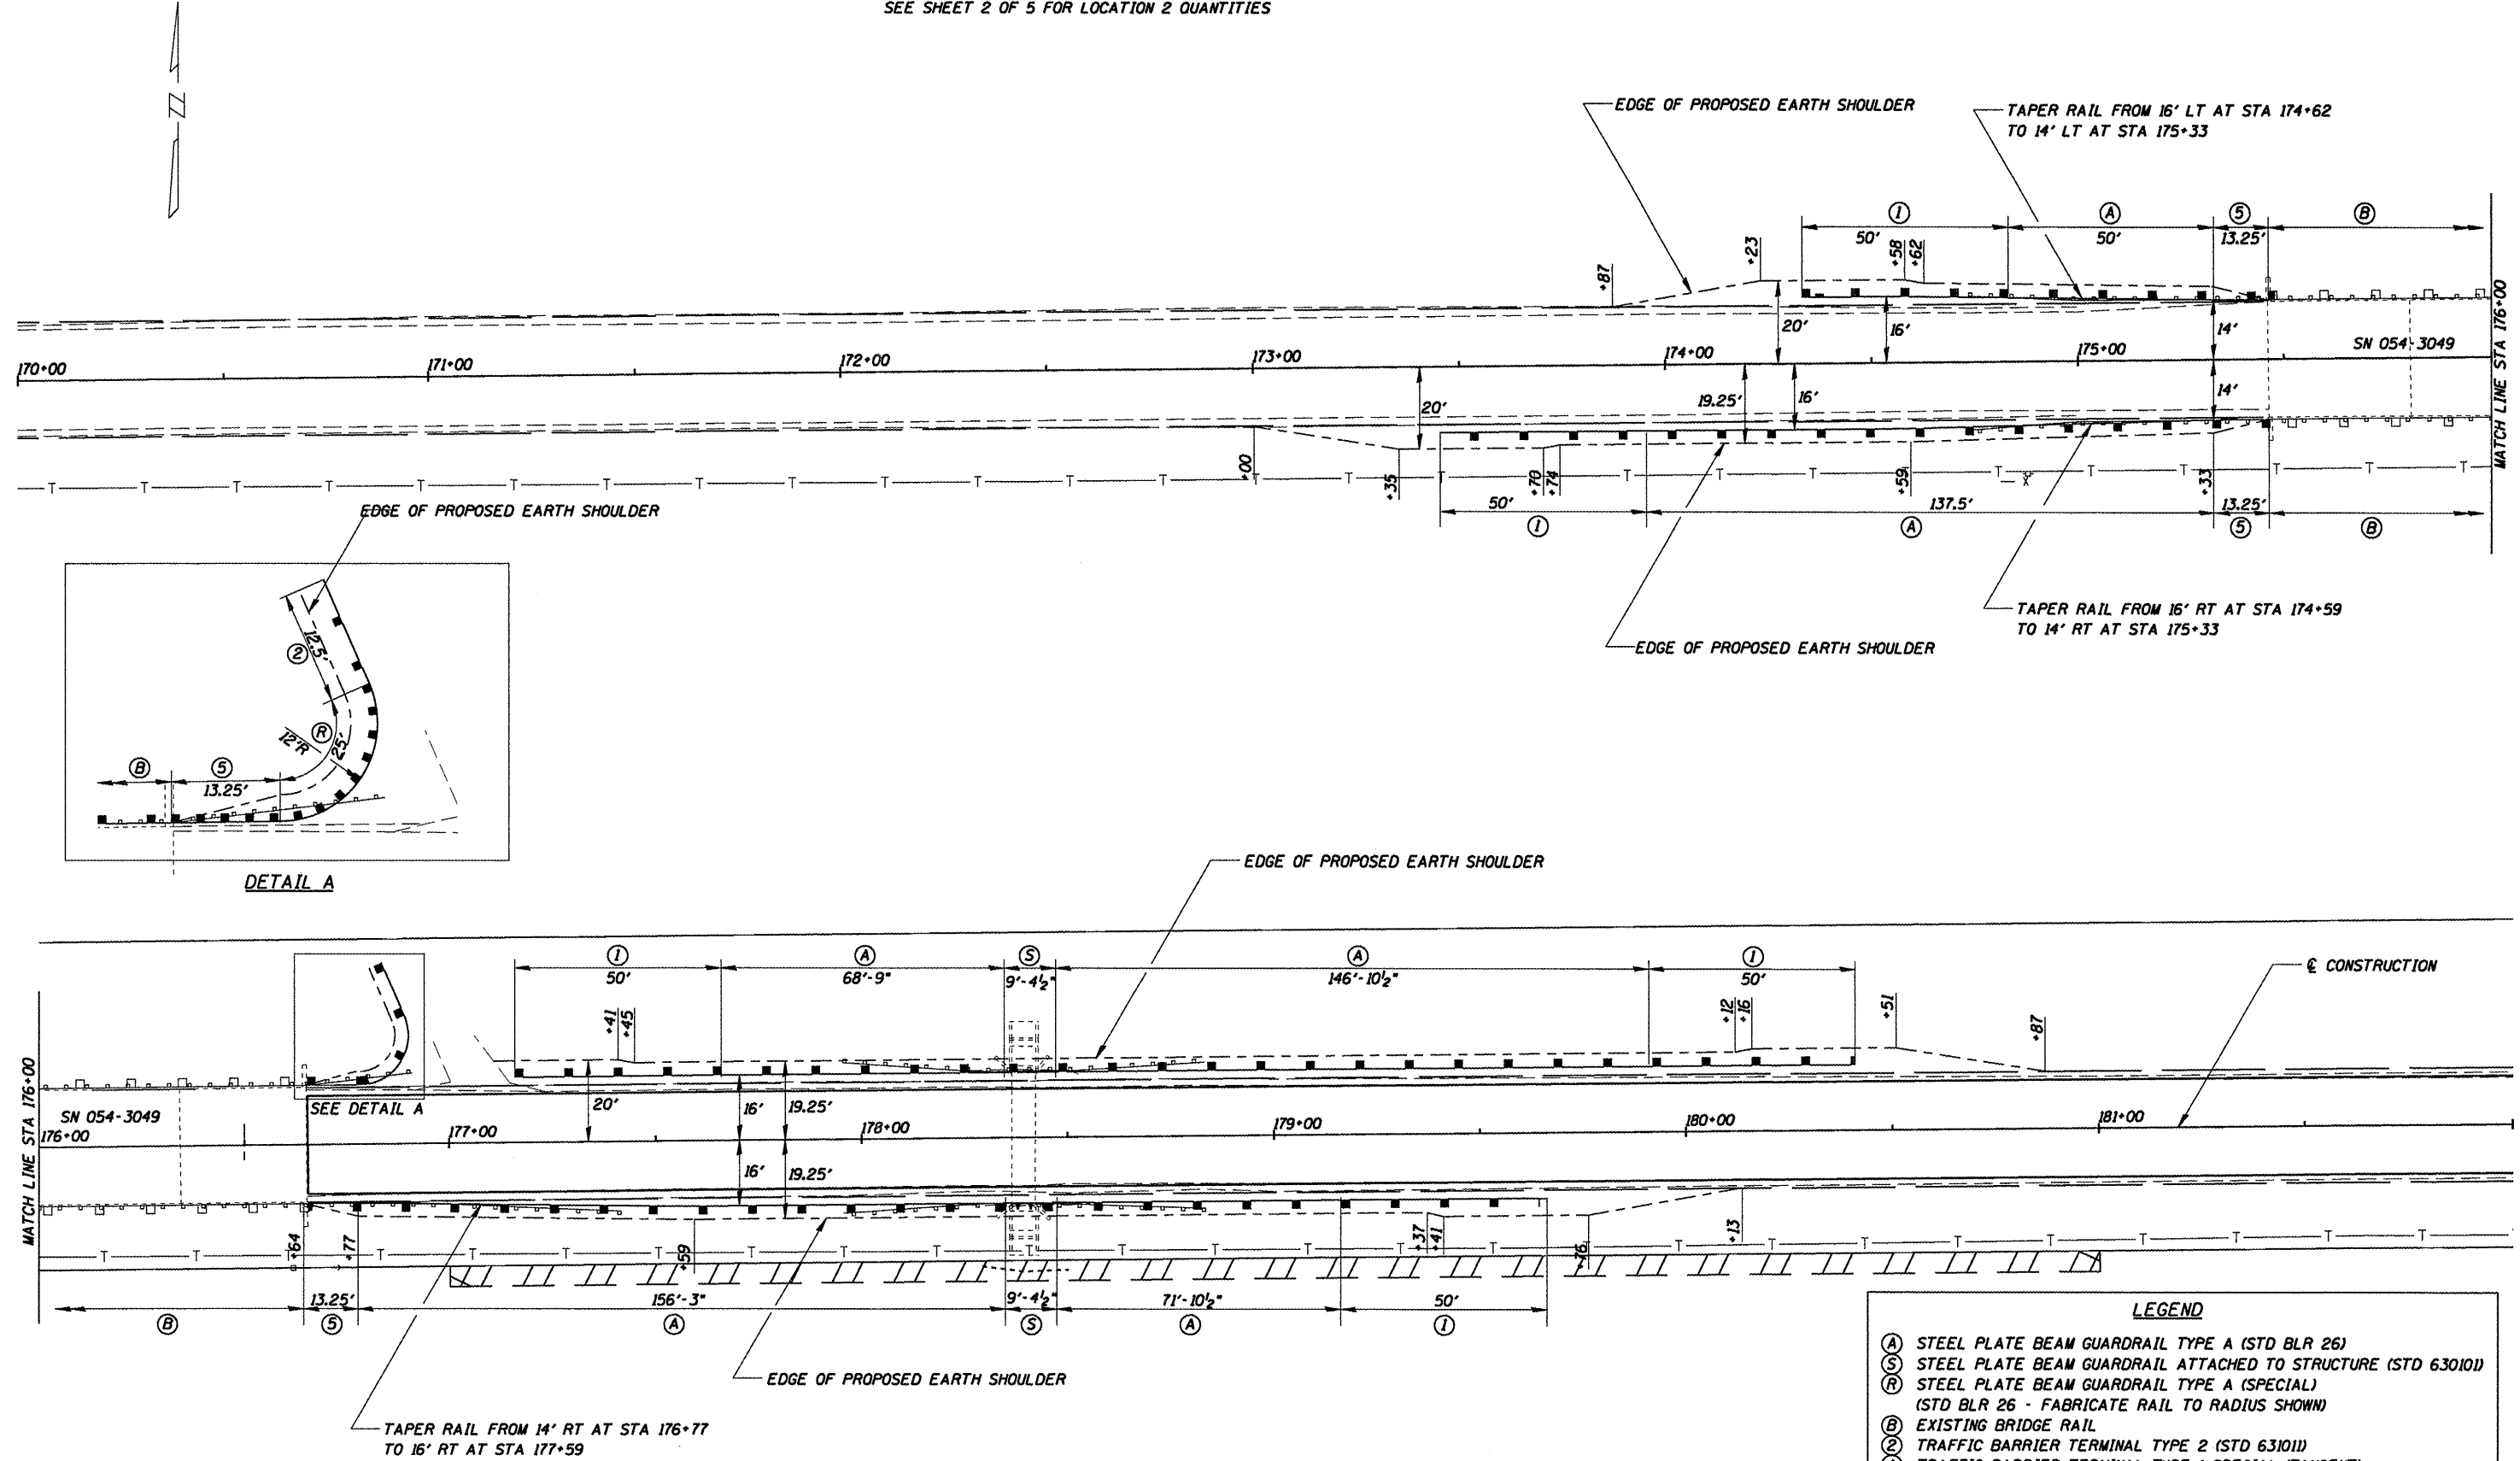 SEE SHEET 2 OF 5 FOR LOCATION 2 QUANTITIES
N
EDGE OF PROPOSED EARTH SHOULDER
TAPER RAIL FROM 16' LT AT STA 174+62
TO 14' LT AT STA 175+33
1 A 5 B
50' 50' 13.25'
+87 +23 +58 +62
20' 16' 14'
170+00 171+00 172+00 173+00 174+00 175+00 SN 054-3049
MATCH LINE STA 176+00
20' 19.25' 16' 14'
+00 +35 +70 +74 +59 +33
T T T T T T T T T T T T T T T T T T T T T T T T T T
50' 137.5' 13.25'
1 A 5 B
EDGE OF PROPOSED EARTH SHOULDER
TAPER RAIL FROM 16' RT AT STA 174+59
TO 14' RT AT STA 175+33
EDGE OF PROPOSED EARTH SHOULDER
2 12.5'
R 25'
12'R
B 5
13.25'
DETAIL A
EDGE OF PROPOSED EARTH SHOULDER
1 A S A 1
50' 68'-9" 9'-4½" 146'-10½" 50'
℄ CONSTRUCTION
+41 +45 +12 +16 +51 +87
SEE DETAIL A
20' 16' 19.25'
SN 054-3049
176+00 177+00 178+00 179+00 180+00 181+00
MATCH LINE STA 176+00
16' 19.25'
+64 +77 +59 +37 +41 +76 +13
T T T T T T T T T T T T T T T T T T T T T T T T T T
13.25' 156'-3" 9'-4½" 71'-10½" 50'
B 5 A S A 1
EDGE OF PROPOSED EARTH SHOULDER
TAPER RAIL FROM 14' RT AT STA 176+77
TO 16' RT AT STA 177+59
LEGEND
A STEEL PLATE BEAM GUARDRAIL TYPE A (STD BLR 26)
S STEEL PLATE BEAM GUARDRAIL ATTACHED TO STRUCTURE (STD 630101)
R STEEL PLATE BEAM GUARDRAIL TYPE A (SPECIAL)
(STD BLR 26 - FABRICATE RAIL TO RADIUS SHOWN)
B EXISTING BRIDGE RAIL
2 TRAFFIC BARRIER TERMINAL TYPE 2 (STD 631011)